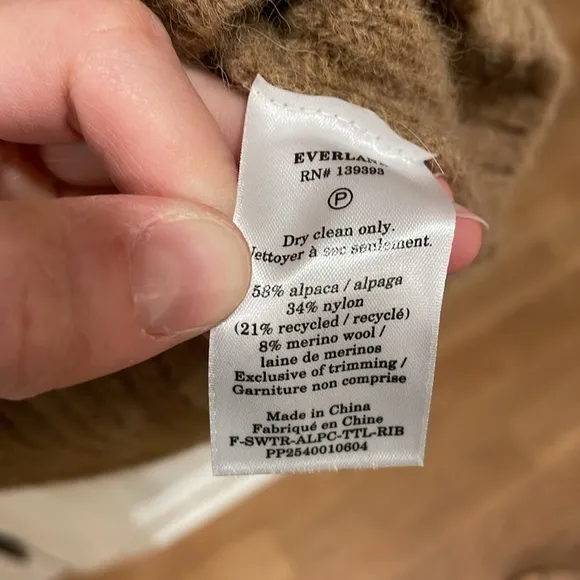 EVERLANE
RN# 139393
P
Dry clean only.
Nettoyer à sec seulement.
58% alpaca / alpaga
34% nylon
(21% recycled / recyclé)
8% merino wool /
laine de merinos
Exclusive of trimming /
Garniture non comprise
Made in China
Fabriqué en Chine
F-SWTR-ALPC-TTL-RIB
PP2540010604